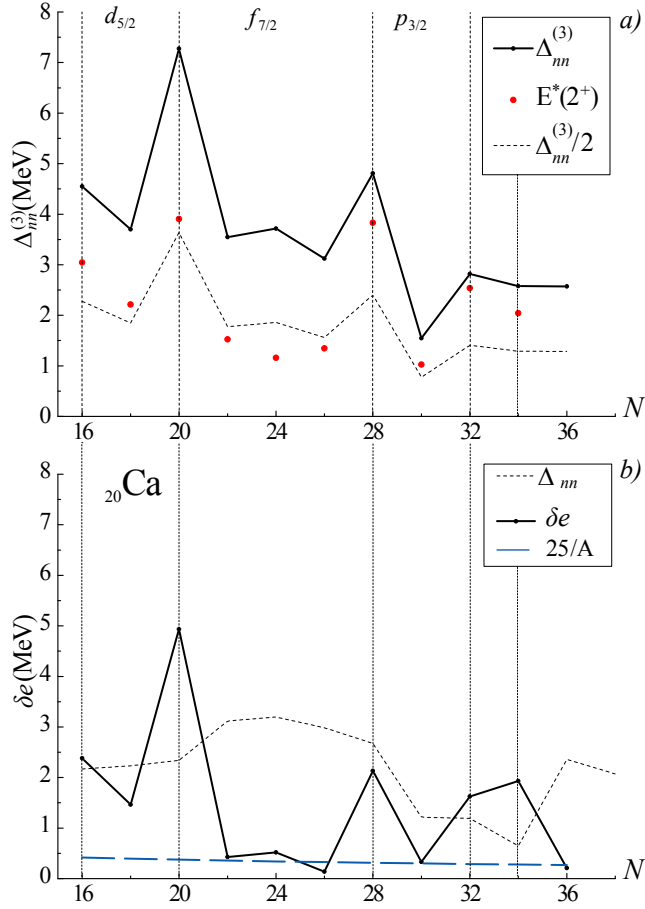 d5/2 f7/2 p3/2 a)
Δnn(3)
E*(2+)
Δnn(3)/2
Δnn(3)(MeV)
8
7
6
5
4
3
2
1
0
16 20 24 28 32 36 N
20Ca b)
Δnn
δe
25/A
δe(MeV)
8
7
6
5
4
3
2
1
0
16 20 24 28 32 36 N